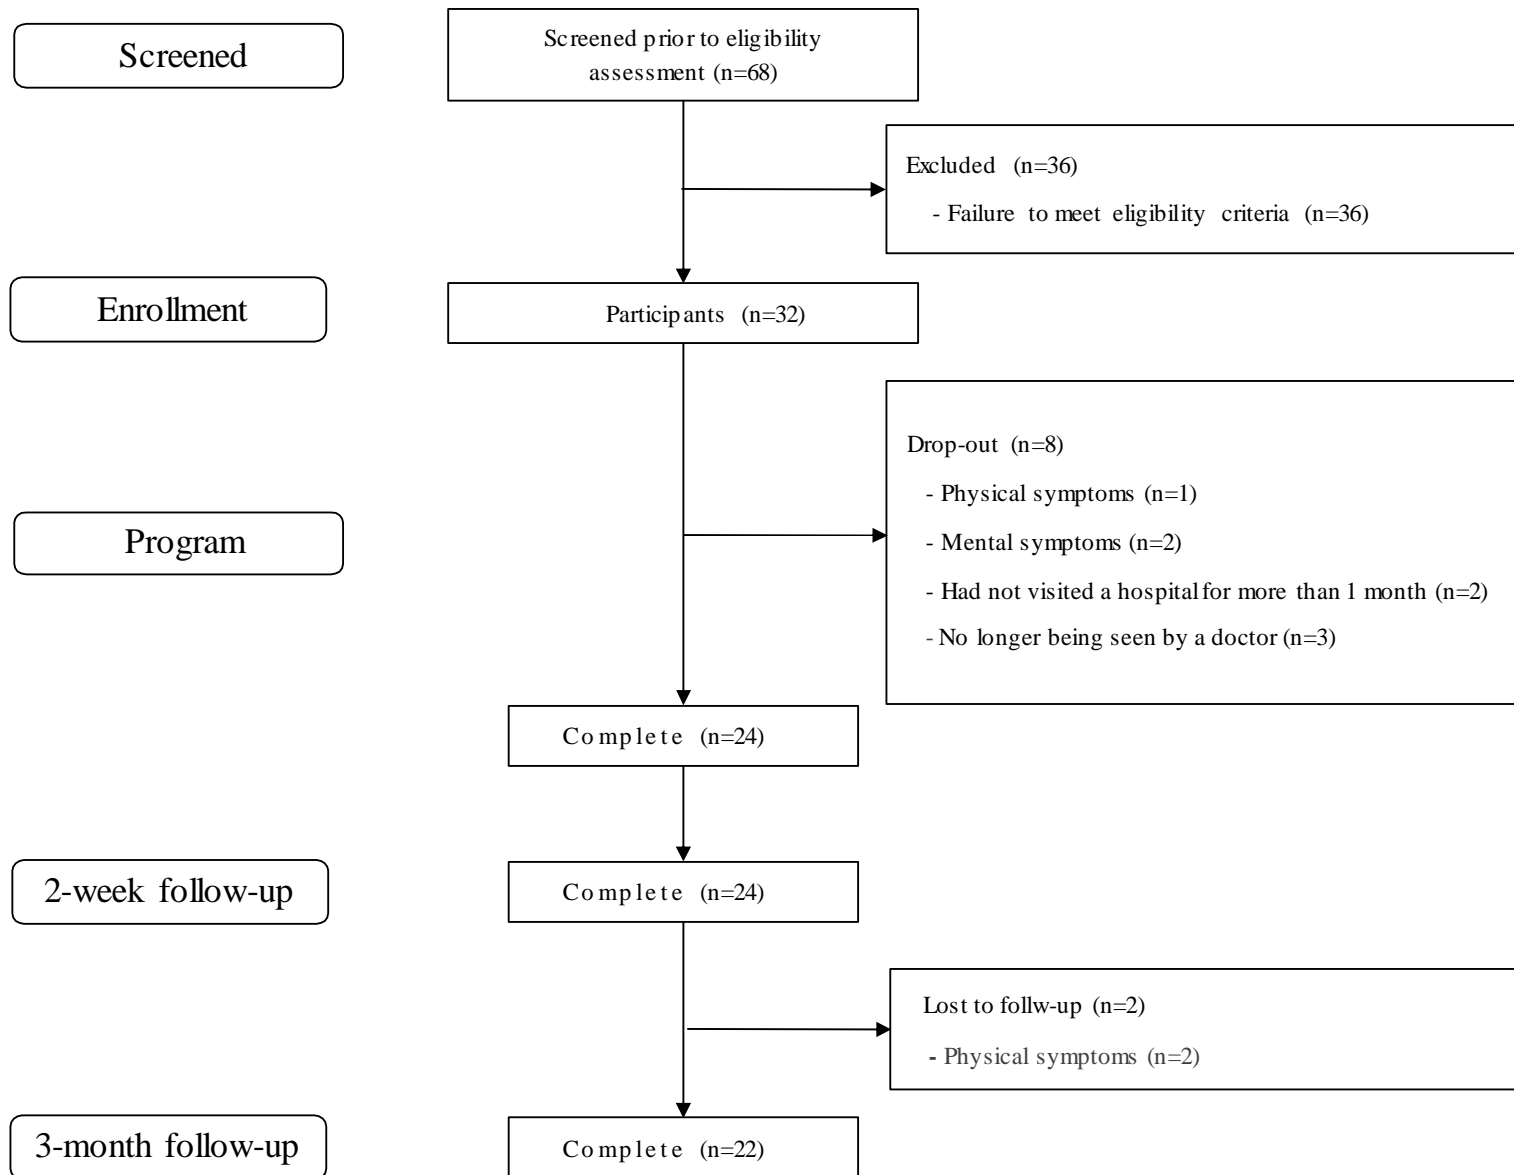 Screened
Screened prior to eligibility
assessment (n=68)
Excluded (n=36)
- Failure to meet eligibility criteria (n=36)
Enrollment
Participants (n=32)
Drop-out (n=8)
- Physical symptoms (n=1)
- Mental symptoms (n=2)
- Had not visited a hospital for more than 1 month (n=2)
- No longer being seen by a doctor (n=3)
Program
Complete (n=24)
2-week follow-up
Complete (n=24)
Lost to follw-up (n=2)
- Physical symptoms (n=2)
3-month follow-up
Complete (n=22)